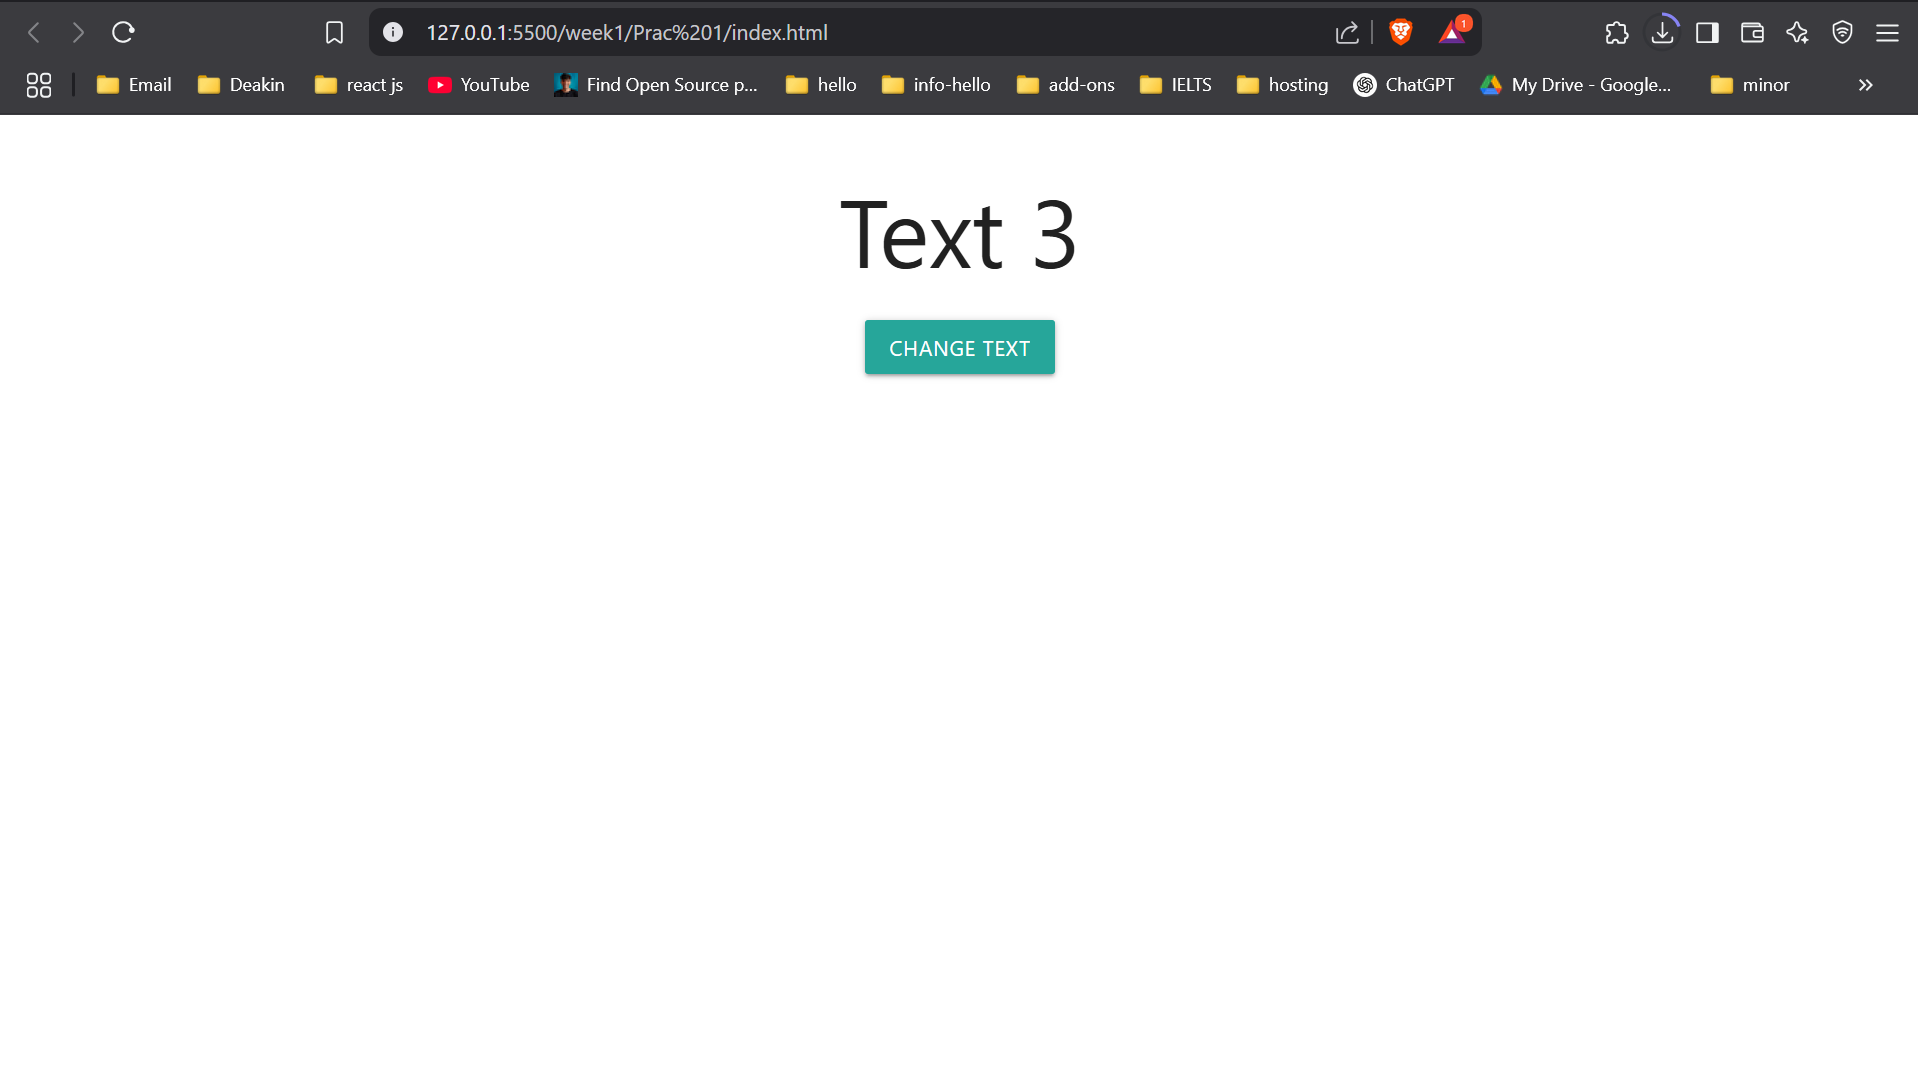 127.0.0.1:5500/week1/Prac%201/index.html
1
Email Deakin react js YouTube Find Open Source p... hello info-hello add-ons IELTS hosting ChatGPT My Drive - Google... minor
Text 3
CHANGE TEXT